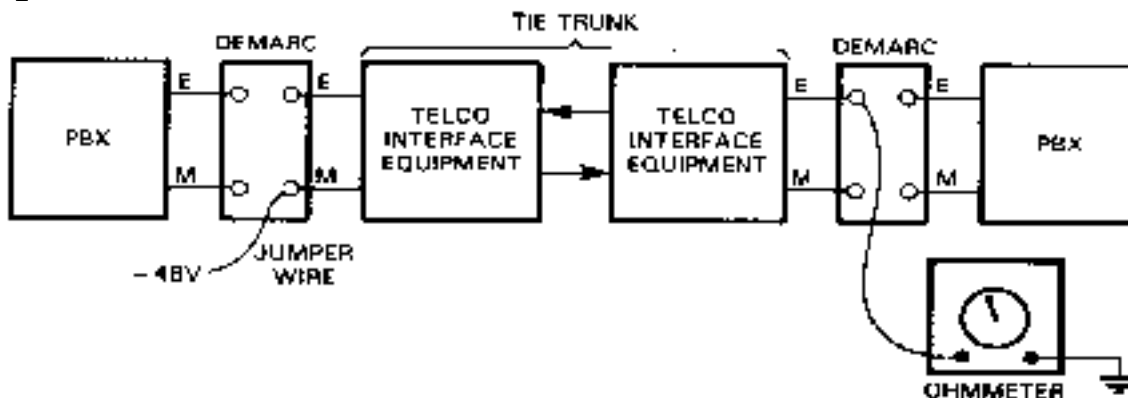 TIE TRUNK
DEMARC
DEMARC
E
E
E
E
PBX
TELCO
INTERFACE
EQUIPMENT
TELCO
INTERFACE
EQUIPMENT
PBX
M
M
M
M
-48V
JUMPER
WIRE
OHMMETER